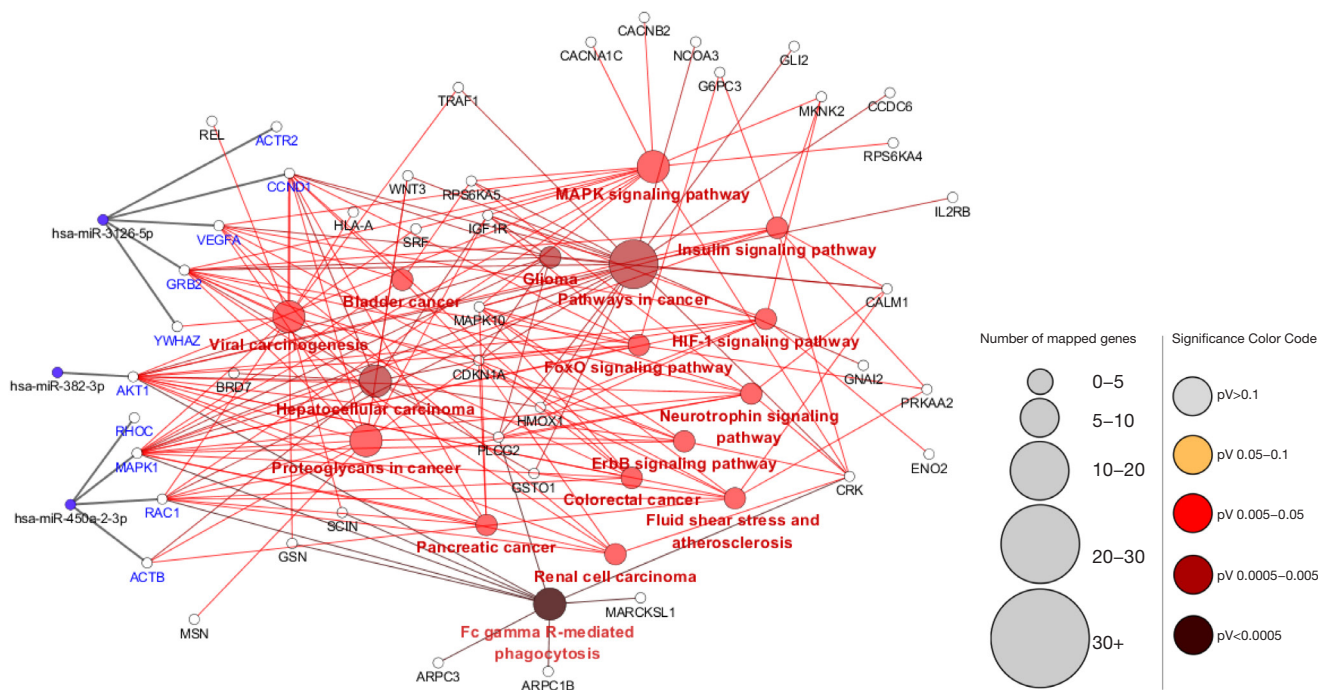 CACNB2
CACNA1C
NCOA3
GLI2
G6PC3
TRAF1
MKNK2
CCDC6
REL
ACTR2
RPS6KA4
CCND1
WNT3
RPS6KA5
MAPK signaling pathway
IL2RB
HLA-A
IGF1R
hsa-miR-3126-5p
VEGFA
SRF
Insulin signaling pathway
GRB2
Glioma
Bladder cancer
Pathways in cancer
CALM1
MAPK10
YWHAZ
Viral carcinogenesis
HIF-1 signaling pathway
FoxO signaling pathway
GNAI2
CDKN1A
hsa-miR-382-3p
AKT1
BRD7
PRKAA2
Hepatocellular carcinoma
HMOX1
Neurotrophin signaling
pathway
RHOC
PLCG2
MAPK1
Proteoglycans in cancer
ErbB signaling pathway
ENO2
GSTO1
CRK
Colorectal cancer
hsa-miR-450a-2-3p
RAC1
SCIN
Fluid shear stress and
atherosclerosis
Pancreatic cancer
GSN
ACTB
Renal cell carcinoma
MARCKSL1
MSN
Fc gamma R-mediated
phagocytosis
ARPC3
ARPC1B
Number of mapped genes
0–5
5–10
10–20
20–30
30+
Significance Color Code
pV>0.1
pV 0.05–0.1
pV 0.005–0.05
pV 0.0005–0.005
pV<0.0005